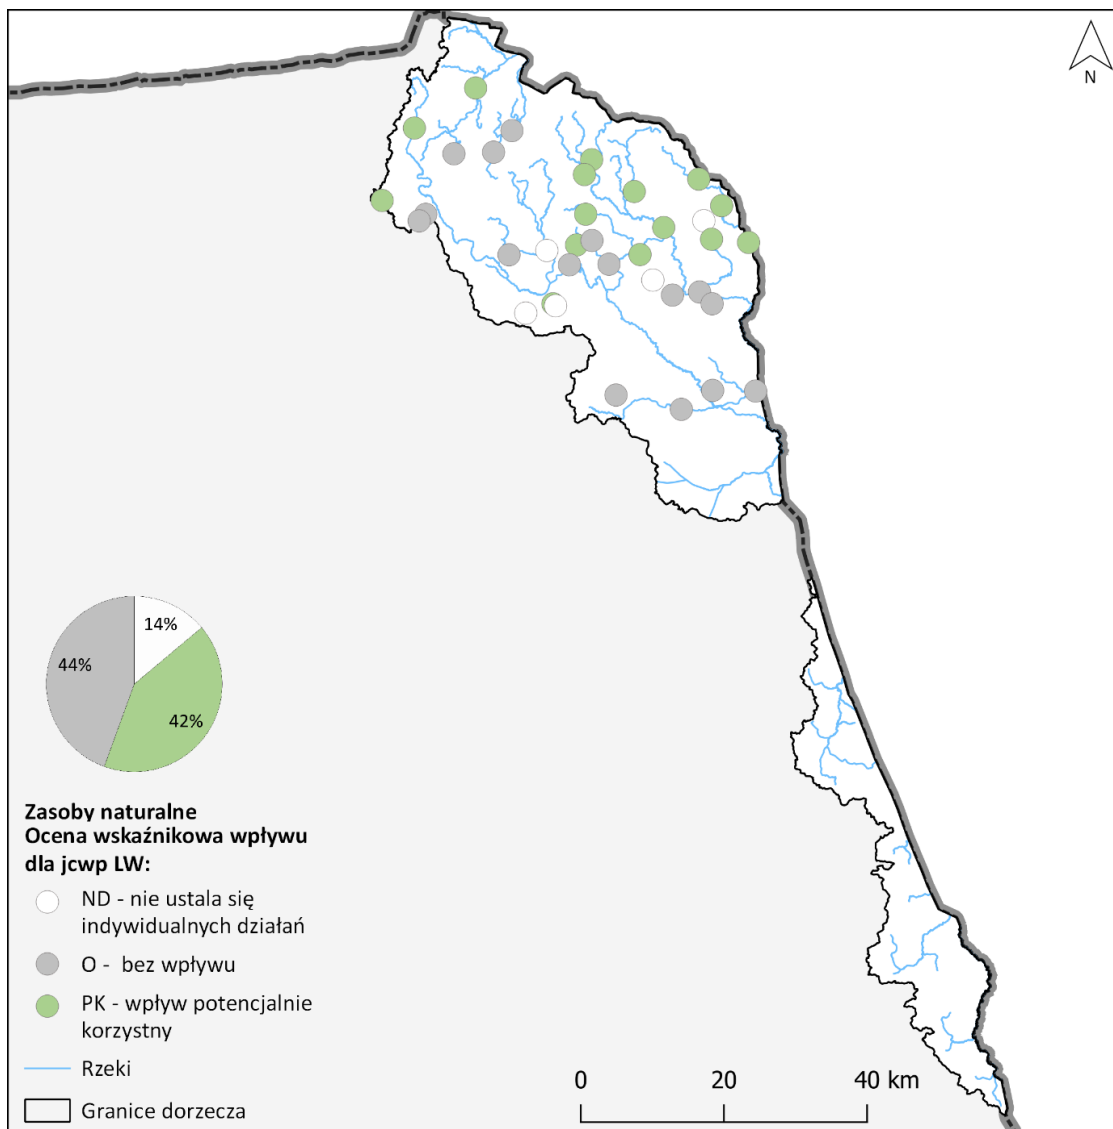 N
14%
44%
42%
Zasoby naturalne
Ocena wskaźnikowa wpływu
dla jcwp LW:
ND - nie ustala się
indywidualnych działań
O - bez wpływu
PK - wpływ potencjalnie
korzystny
Rzeki
Granice dorzecza
0 20 40 km